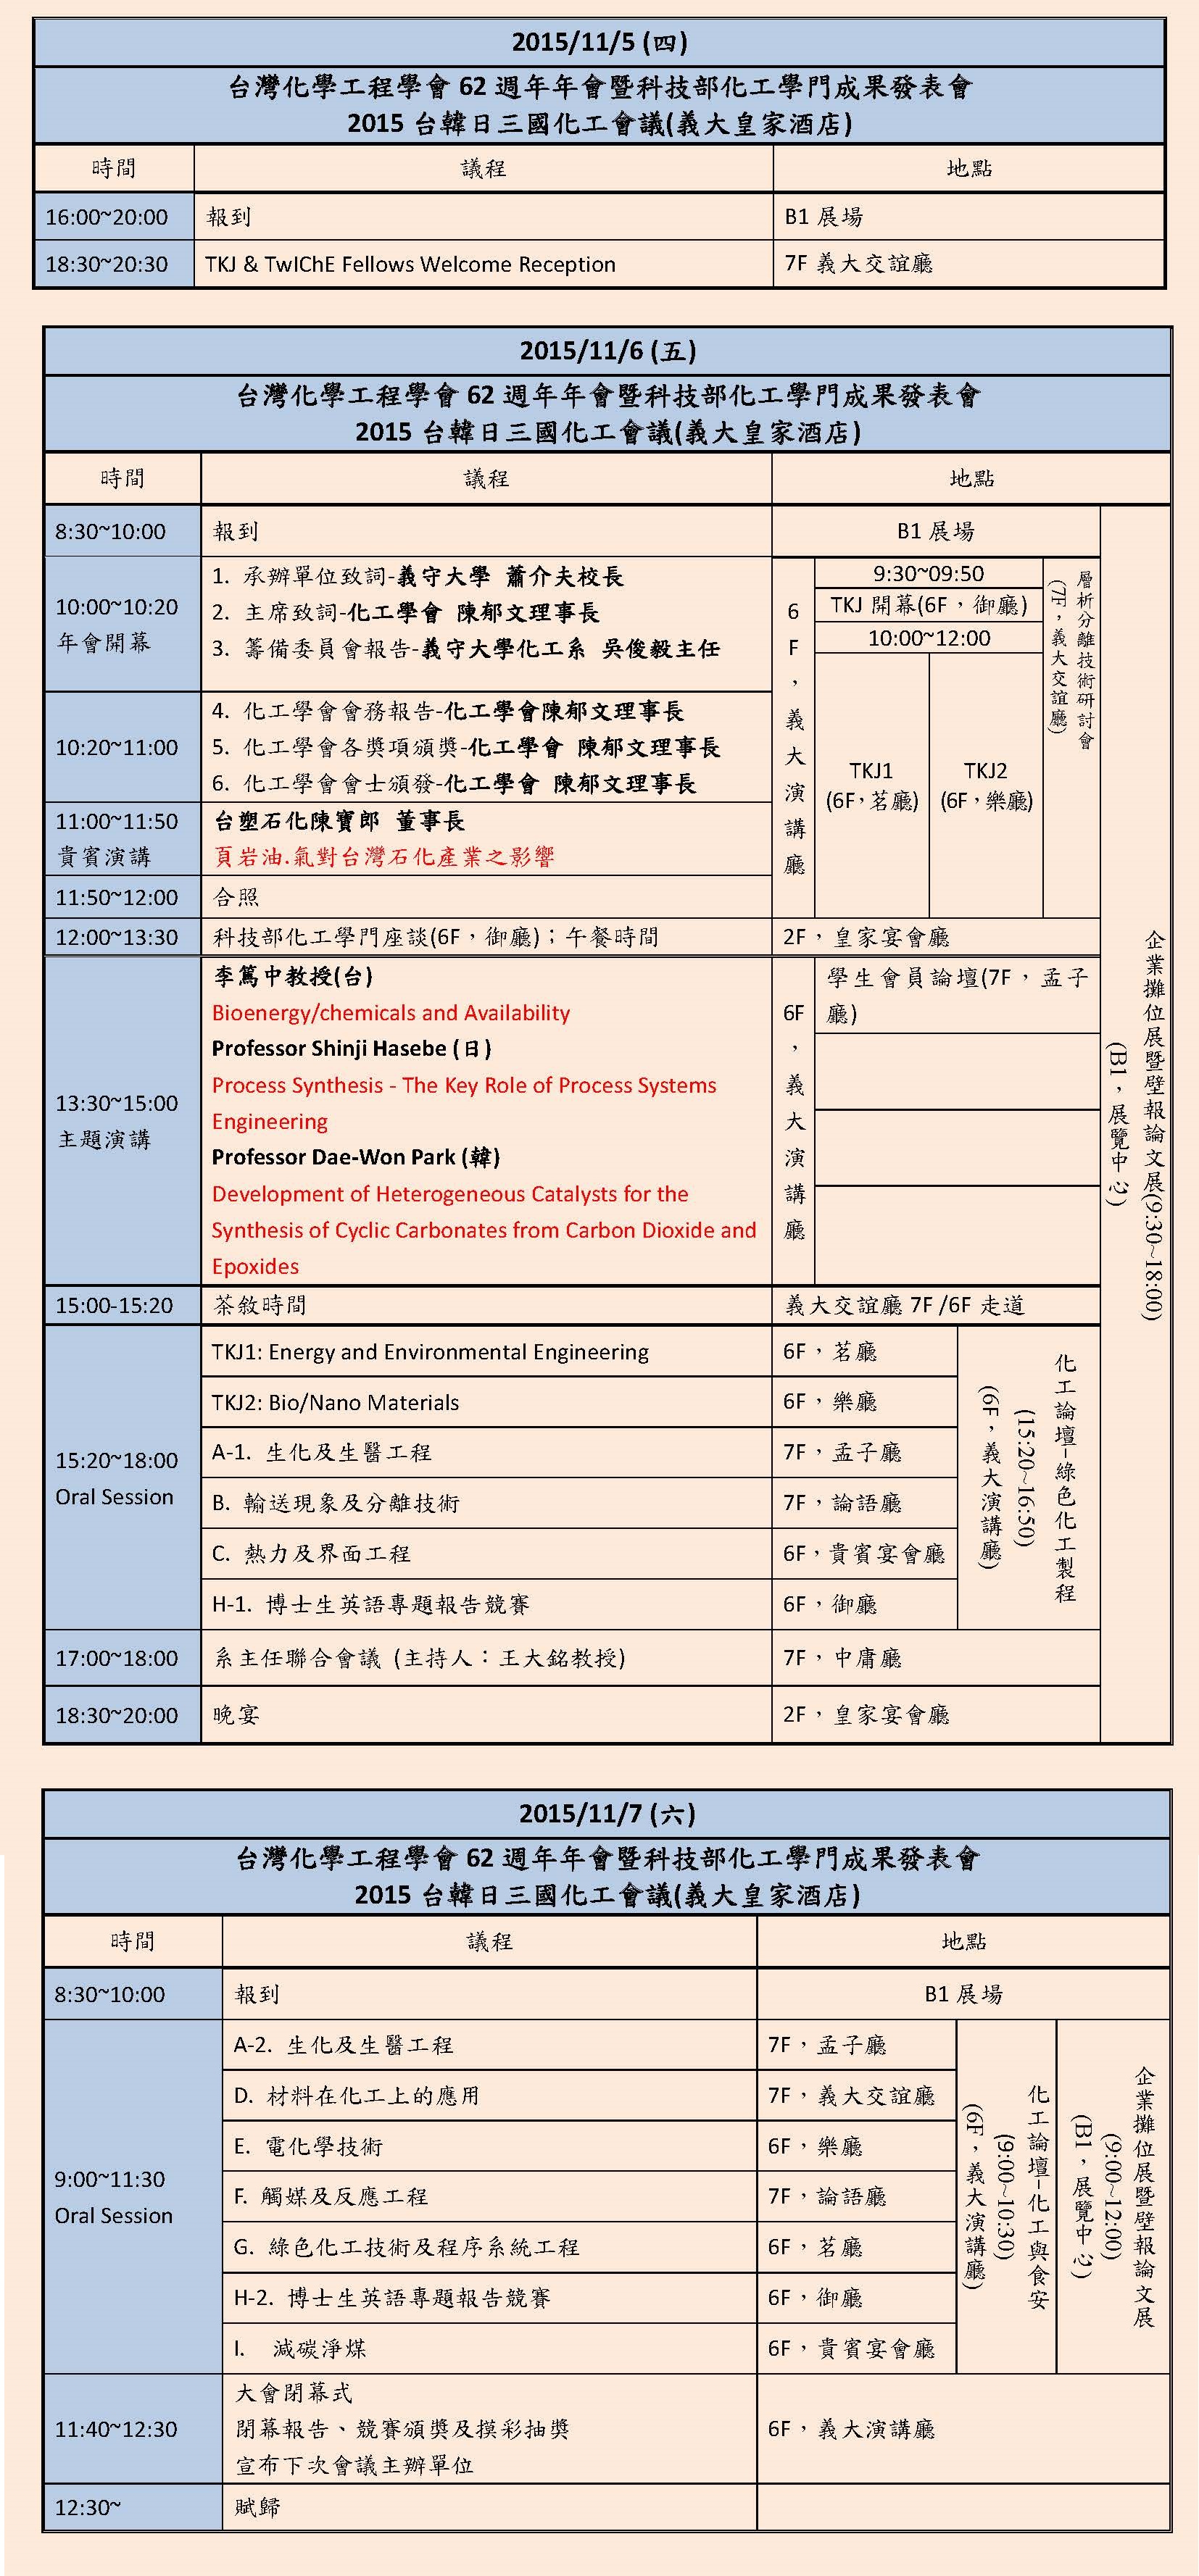 2015/11/5 (四)
台灣化學工程學會 62 週年年會暨科技部化工學門成果發表會
2015 台韓日三國化工會議(義大皇家酒店)
時間 議程 地點
16:00~20:00 報到 B1 展場
18:30~20:30 TKJ & TwIChE Fellows Welcome Reception 7F 義大交誼廳
2015/11/6 (五)
台灣化學工程學會 62 週年年會暨科技部化工學門成果發表會
2015 台韓日三國化工會議(義大皇家酒店)
時間 議程 地點
8:30~10:00 報到 B1 展場
10:00~10:20
年會開幕
1. 承辦單位致詞-義守大學 蕭介夫校長
2. 主席致詞-化工學會 陳郁文理事長
3. 籌備委員會報告-義守大學化工系 吳俊毅主任
10:20~11:00
4. 化工學會會務報告-化工學會陳郁文理事長
5. 化工學會各獎項頒獎-化工學會 陳郁文理事長
6. 化工學會會士頒發-化工學會 陳郁文理事長
11:00~11:50
貴賓演講
台塑石化陳寶郎 董事長
頁岩油.氣對台灣石化產業之影響
11:50~12:00 合照
6F，義大演講廳
9:30~09:50
TKJ 開幕(6F，御廳)
10:00~12:00
TKJ1
(6F，茗廳)
TKJ2
(6F，樂廳)
層析分離技術研討會
(7F，義大交誼廳)
12:00~13:30 科技部化工學門座談(6F，御廳)；午餐時間 2F，皇家宴會廳
13:30~15:00
主題演講
李篤中教授(台)
Bioenergy/chemicals and Availability
Professor Shinji Hasebe (日)
Process Synthesis - The Key Role of Process Systems
Engineering
Professor Dae-Won Park (韓)
Development of Heterogeneous Catalysts for the
Synthesis of Cyclic Carbonates from Carbon Dioxide and
Epoxides
6F，義大演講廳
學生會員論壇(7F，孟子
廳)
15:00-15:20 茶敘時間 義大交誼廳 7F /6F 走道
15:20~18:00
Oral Session
TKJ1: Energy and Environmental Engineering 6F，茗廳
TKJ2: Bio/Nano Materials 6F，樂廳
A-1. 生化及生醫工程 7F，孟子廳
B. 輸送現象及分離技術 7F，論語廳
C. 熱力及界面工程 6F，貴賓宴會廳
H-1. 博士生英語專題報告競賽 6F，御廳
化工論壇-綠色化工製程
(15:20~16:50)
(6F，義大演講廳)
17:00~18:00 系主任聯合會議 (主持人：王大銘教授) 7F，中庸廳
18:30~20:00 晚宴 2F，皇家宴會廳
企業攤位展暨壁報論文展(9:30~18:00)
(B1，展覽中心)
2015/11/7 (六)
台灣化學工程學會 62 週年年會暨科技部化工學門成果發表會
2015 台韓日三國化工會議(義大皇家酒店)
時間 議程 地點
8:30~10:00 報到 B1 展場
9:00~11:30
Oral Session
A-2. 生化及生醫工程 7F，孟子廳
D. 材料在化工上的應用 7F，義大交誼廳
E. 電化學技術 6F，樂廳
F. 觸媒及反應工程 7F，論語廳
G. 綠色化工技術及程序系統工程 6F，茗廳
H-2. 博士生英語專題報告競賽 6F，御廳
I. 減碳淨煤 6F，貴賓宴會廳
化工論壇-化工與食安
(9:00~10:30)
(6F，義大演講廳)
企業攤位展暨壁報論文展
(9:00~12:00)
(B1，展覽中心)
11:40~12:30
大會閉幕式
閉幕報告、競賽頒獎及摸彩抽獎
宣布下次會議主辦單位
6F，義大演講廳
12:30~ 賦歸